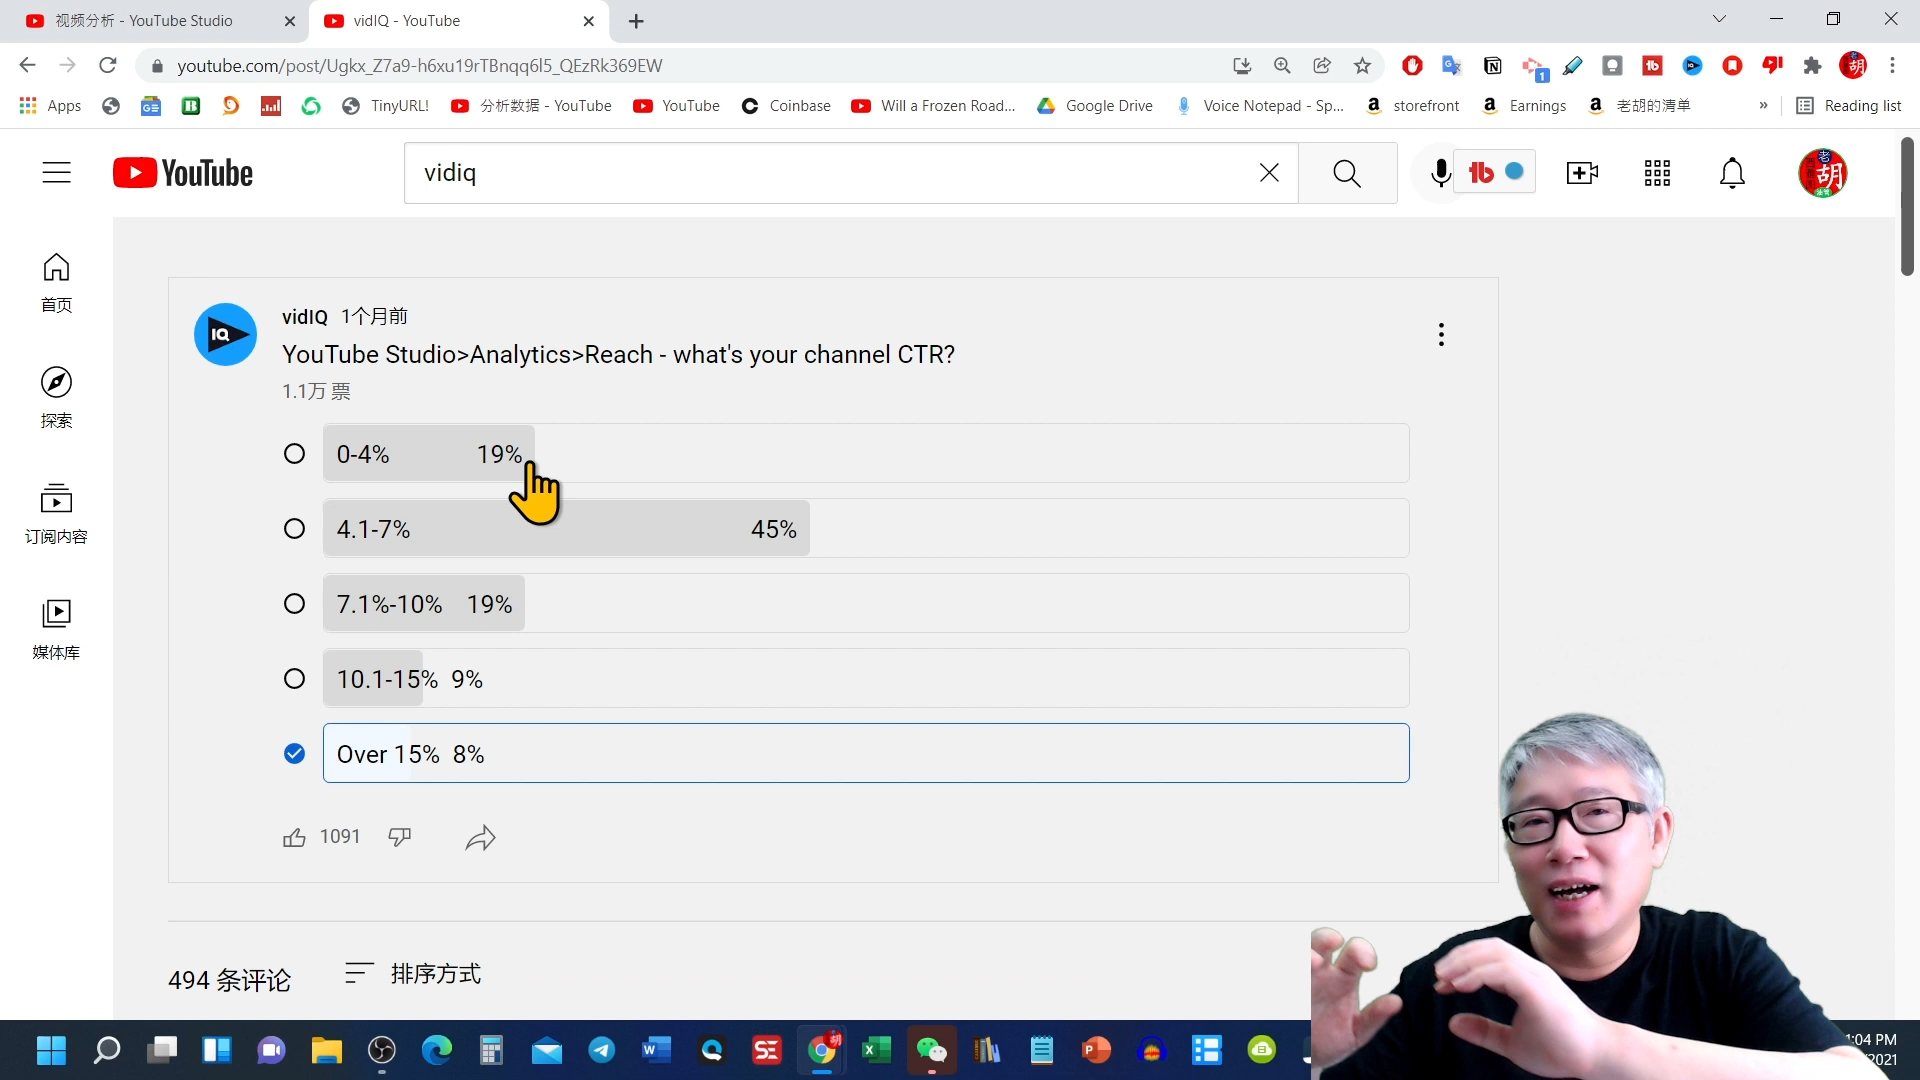 视频分析 - YouTube Studio
vidIQ - YouTube
youtube.com/post/Ugkx_Z7a9-h6xu19rTBnqq6l5_QEzRk369EW
Apps
TinyURL!
分析数据 - YouTube
YouTube
Coinbase
Will a Frozen Road...
Google Drive
Voice Notepad - Sp...
storefront
Earnings
老胡的清单
»
Reading list
YouTube
vidiq
首页
探索
订阅内容
媒体库
IQ
vidIQ 1个月前
YouTube Studio>Analytics>Reach - what's your channel CTR?
1.1万 票
0-4% 19%
4.1-7% 45%
7.1%-10% 19%
10.1-15% 9%
Over 15% 8%
1091
494 条评论
排序方式
:04 PM
/2021